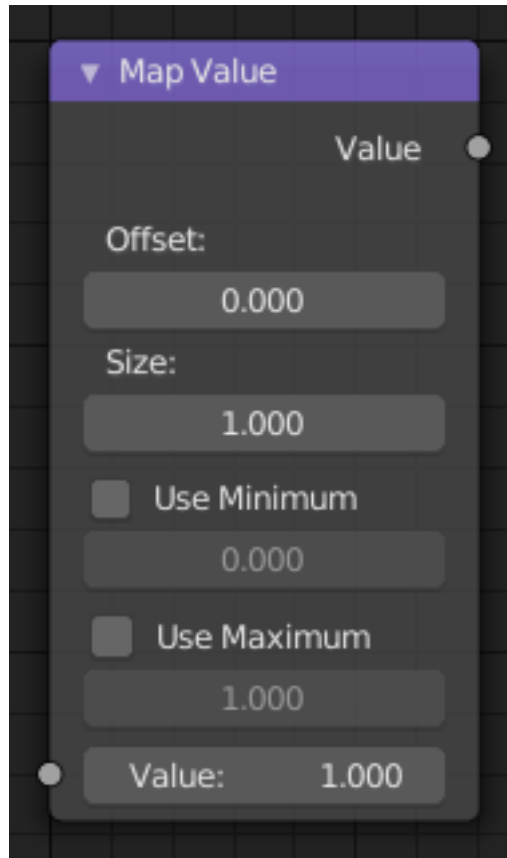 Map Value
Value
Offset:
0.000
Size:
1.000
Use Minimum
0.000
Use Maximum
1.000
Value: 1.000